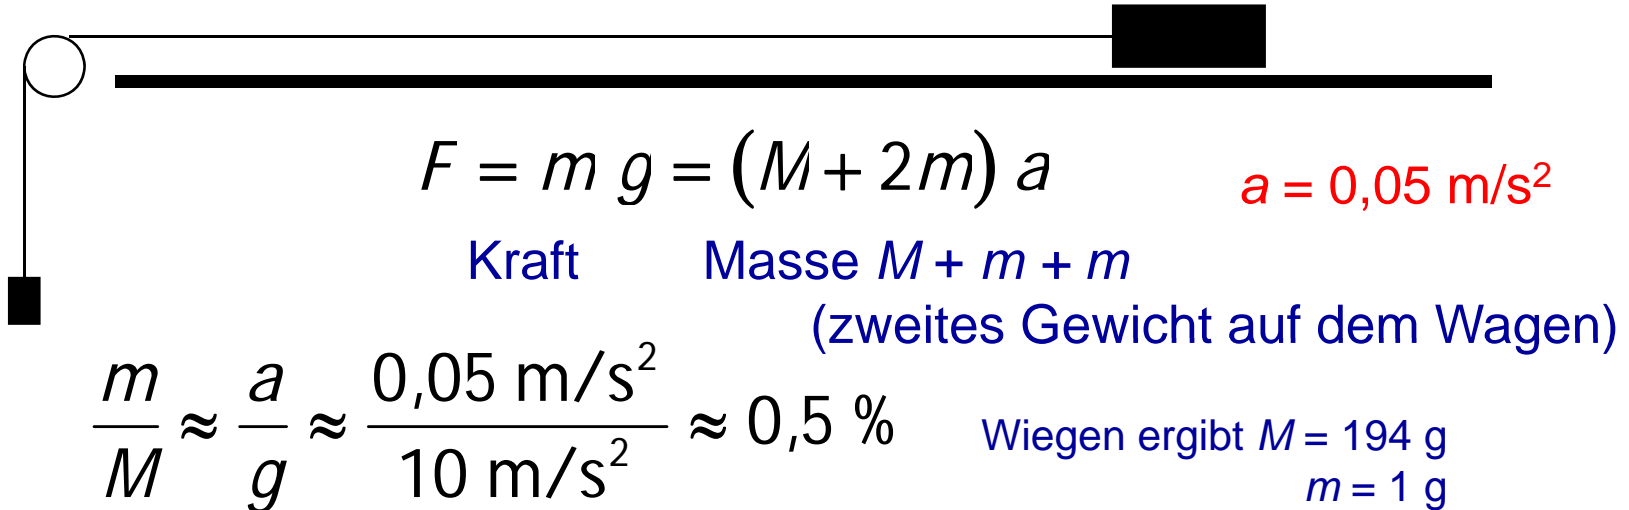 F = m g = (M + 2m) a
a = 0,05 m/s²
Kraft Masse M + m + m
(zweites Gewicht auf dem Wagen)
m/M ≈ a/g ≈ 0,05 m/s² / 10 m/s² ≈ 0,5 %
Wiegen ergibt M = 194 g
m = 1 g